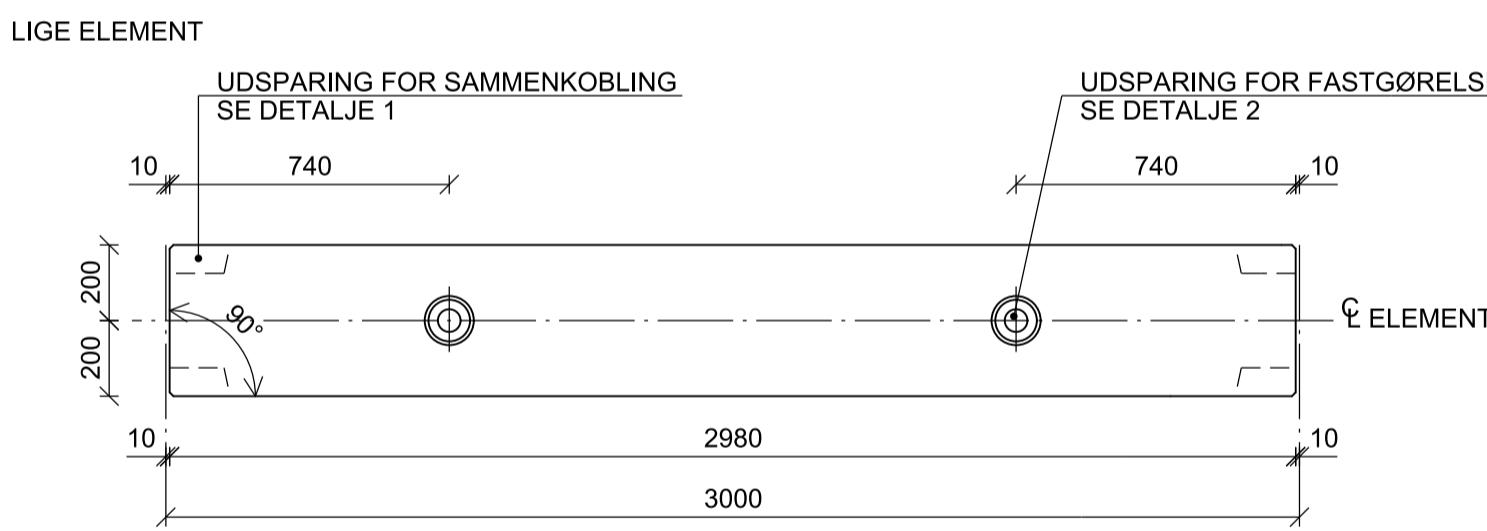 LIGE ELEMENT
UDSPARING FOR SAMMENKOBLING
SE DETALJE 1
UDSPARING FOR FASTGØRELS
SE DETALJE 2
10
740
740
10
200
200
90°
℄ ELEMENT
10
2980
10
3000